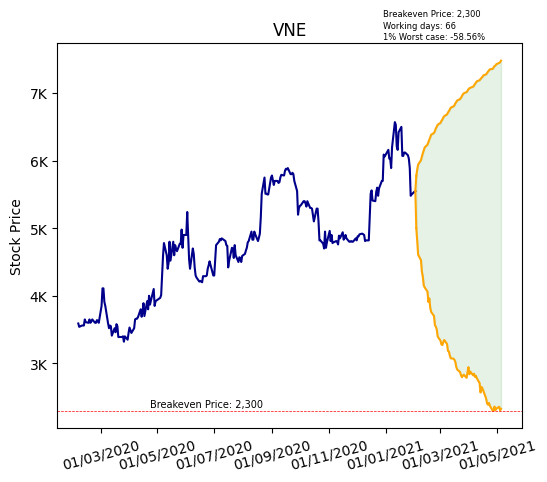 Breakeven Price: 2,300
Working days: 66
1% Worst case: -58.56%
VNE
Stock Price
7K
6K
5K
4K
3K
Breakeven Price: 2,300
01/03/2020
01/05/2020
01/07/2020
01/09/2020
01/11/2020
01/01/2021
01/03/2021
01/05/2021